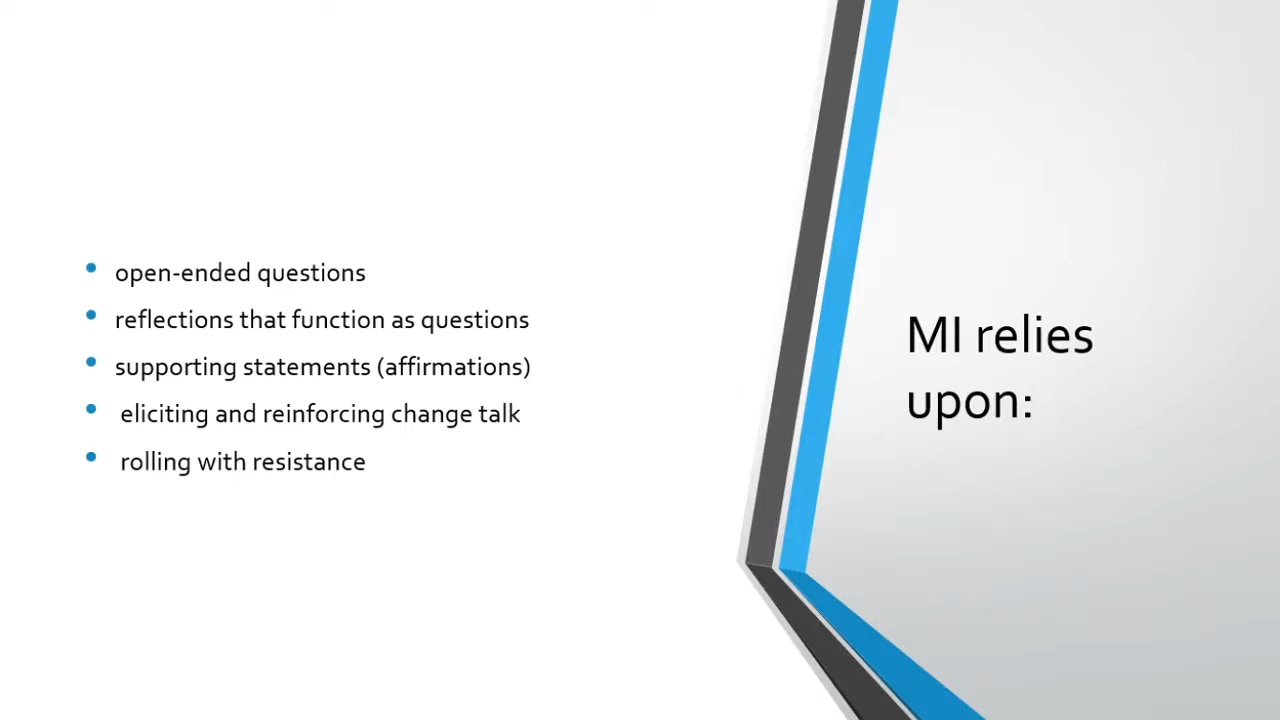 MI relies
upon:
• open-ended questions
• reflections that function as questions
• supporting statements (affirmations)
• eliciting and reinforcing change talk
• rolling with resistance